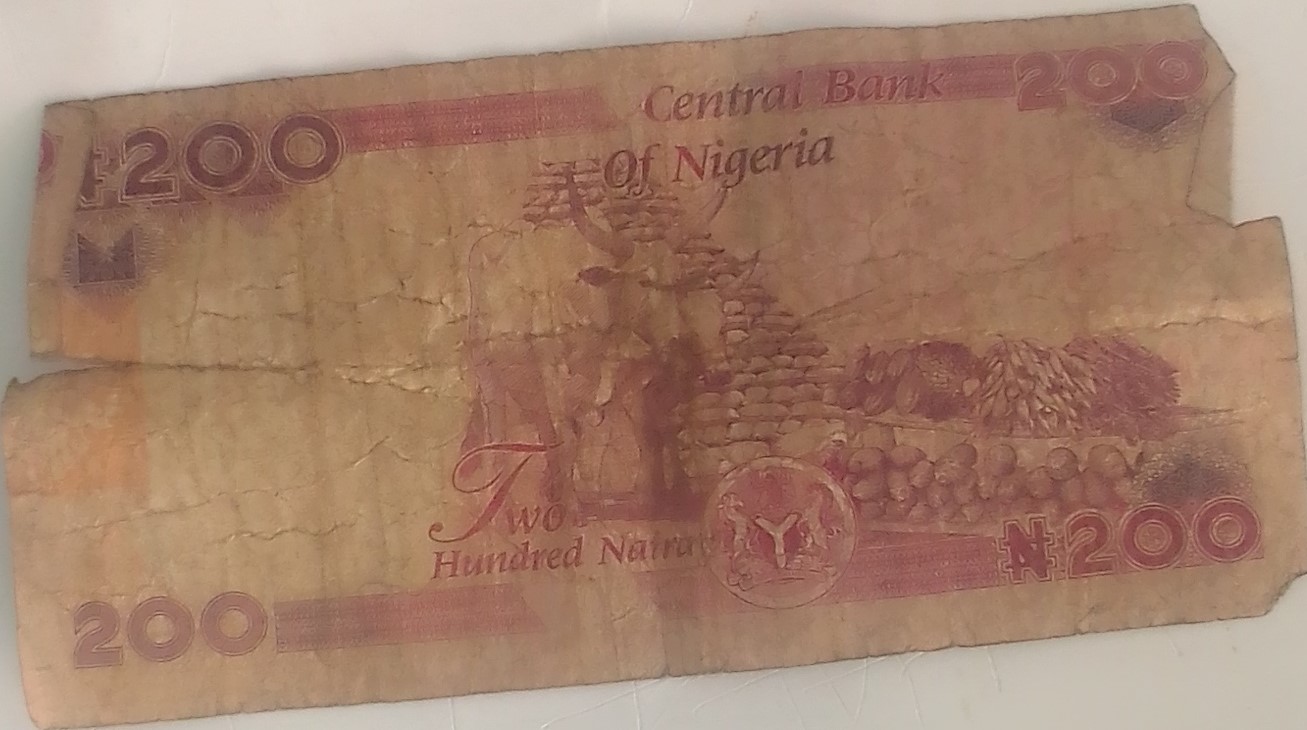 Central Bank 200
₦200
Of Nigeria
Two
Hundred Naira
₦200
200